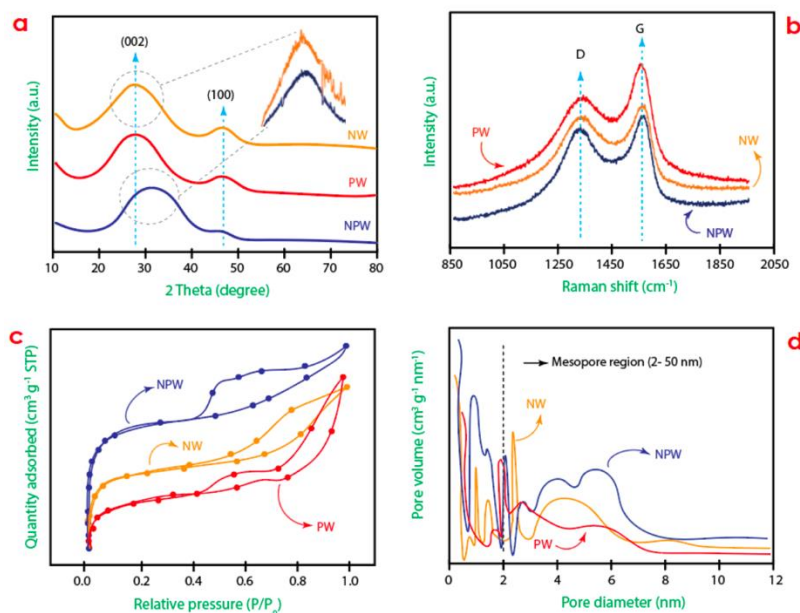 a
(002)
(100)
NW
PW
NPW
Intensity (a.u.)
10 20 30 40 50 60 70 80
2 Theta (degree)
b
D
G
PW
NW
NPW
Intensity (a.u.)
850 1050 1250 1450 1650 1850 2050
Raman shift (cm⁻¹)
c
NPW
NW
PW
Quantity adsorbed (cm³ g⁻¹ STP)
0.0 0.2 0.4 0.6 0.8 1.0
Relative pressure (P/P₀)
d
Mesopore region (2- 50 nm)
NW
NPW
PW
Pore volume (cm³ g⁻¹ nm⁻¹)
0 2 4 6 8 10 12
Pore diameter (nm)